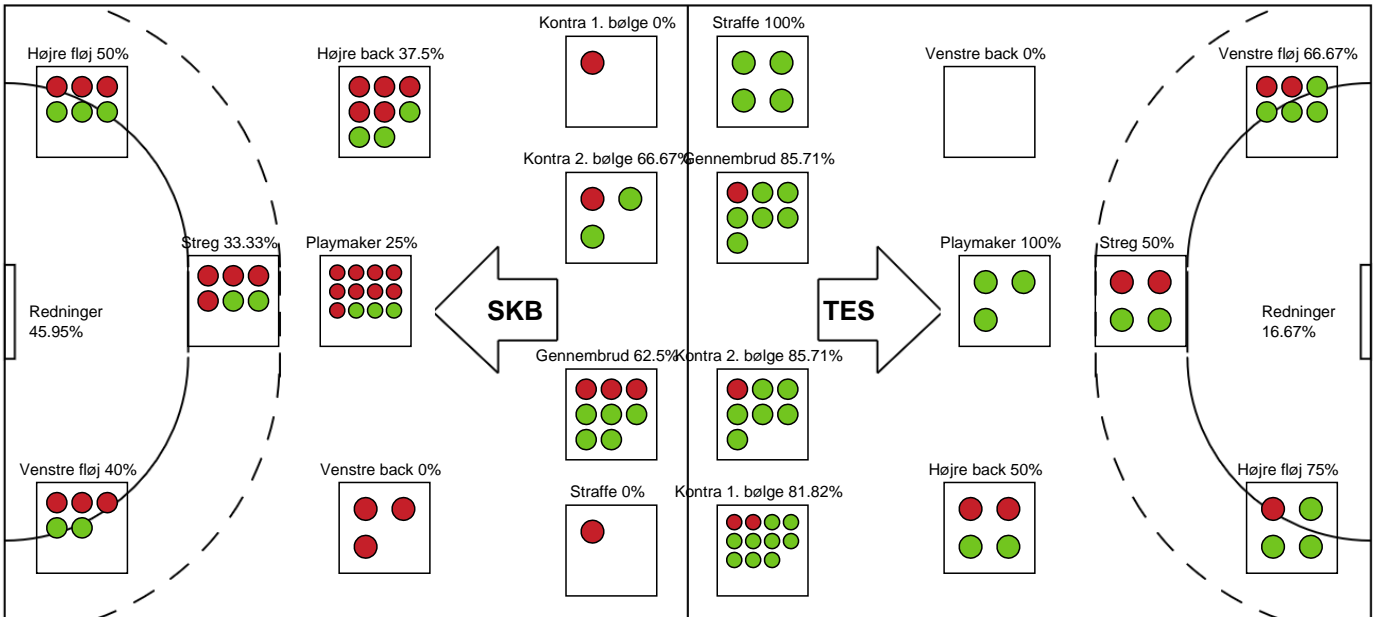 Kontra 1. bølge 0%
Straffe 100%
Højre fløj 50%
Højre back 37.5%
Venstre back 0%
Venstre fløj 66.67%
Kontra 2. bølge 66.67%
Gennembrud 85.71%
Streg 33.33%
Playmaker 25%
Playmaker 100%
Streg 50%
Redninger
45.95%
SKB
TES
Redninger
16.67%
Gennembrud 62.5%
Kontra 2. bølge 85.71%
Venstre fløj 40%
Venstre back 0%
Straffe 0%
Kontra 1. bølge 81.82%
Højre back 50%
Højre fløj 75%